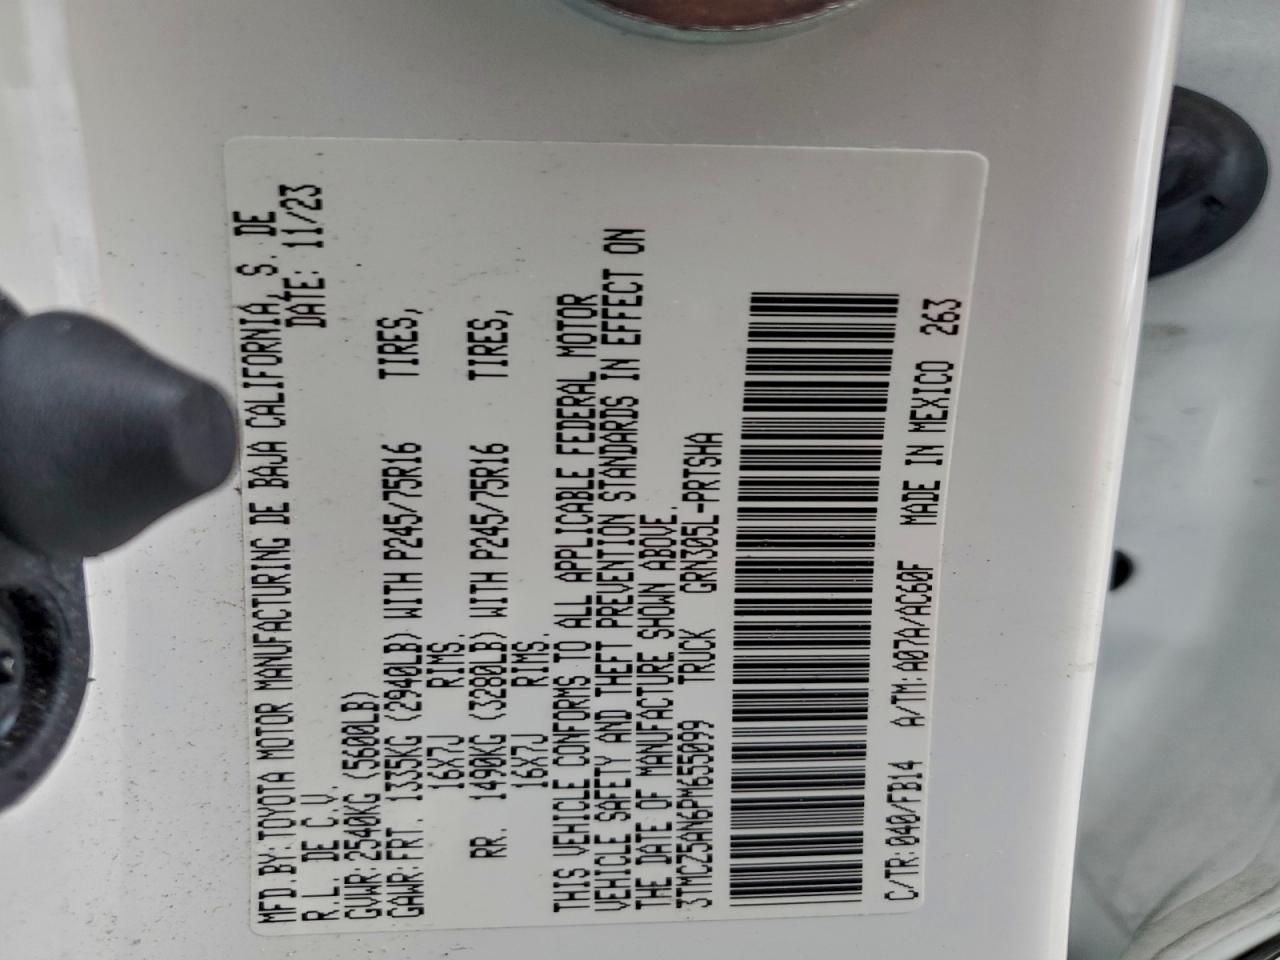 MFD.BY:TOYOTA MOTOR MANUFACTURING DE BAJA CALIFORNIA, S. DE
R.L. DE C.V. DATE: 11/23
GVWR:2540KG (5600LB)
GAWR:FRT. 1335KG (2940LB) WITH P245/75R16 TIRES,
16X7J RIMS
RR. 1490KG (3280LB) WITH P245/75R16 TIRES,
16X7J RIMS.
THIS VEHICLE CONFORMS TO ALL APPLICABLE FEDERAL MOTOR
VEHICLE SAFETY AND THEFT PREVENTION STANDARDS IN EFFECT ON
THE DATE OF MANUFACTURE SHOWN ABOVE.
3TMCZ5AN6PM655099 TRUCK GRN305L-PRTSHA
C/TR:040/FB14 A/TM:A07A/AC60F MADE IN MEXICO 263